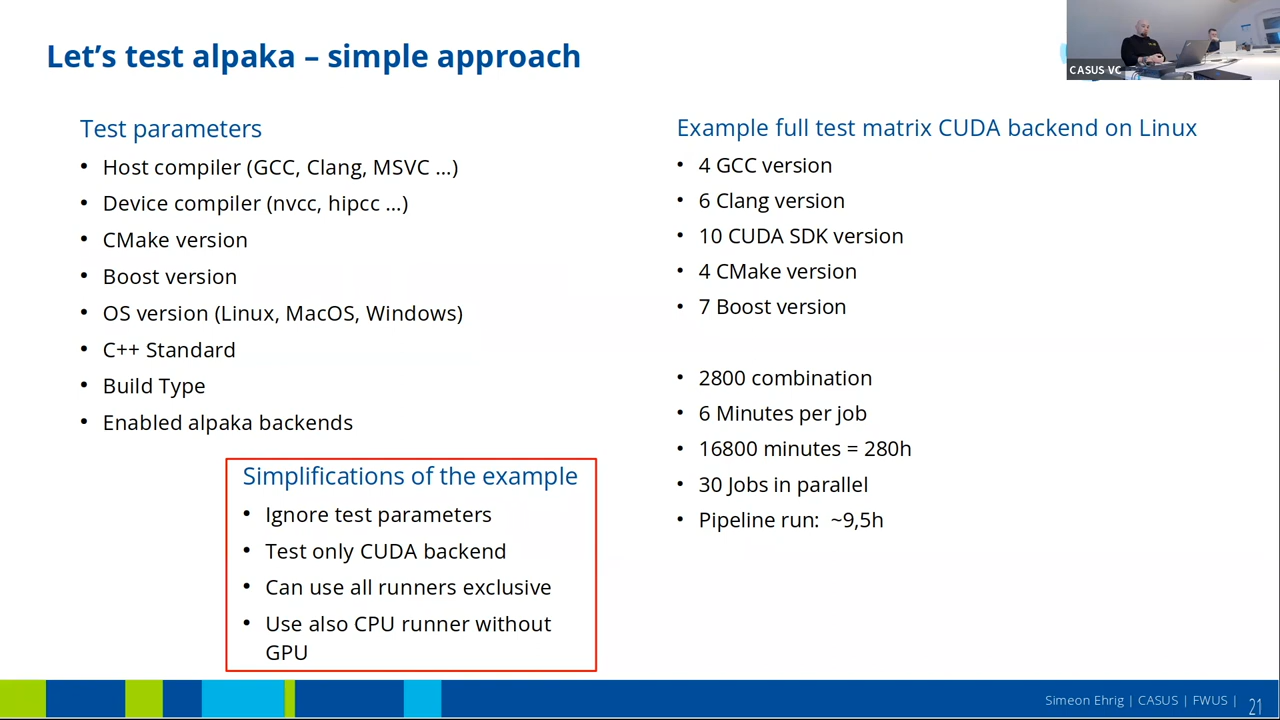 Let's test alpaka – simple approach
CASUS VC
Test parameters
• Host compiler (GCC, Clang, MSVC ...)
• Device compiler (nvcc, hipcc ...)
• CMake version
• Boost version
• OS version (Linux, MacOS, Windows)
• C++ Standard
• Build Type
• Enabled alpaka backends
Simplifications of the example
• Ignore test parameters
• Test only CUDA backend
• Can use all runners exclusive
• Use also CPU runner without
GPU
Example full test matrix CUDA backend on Linux
• 4 GCC version
• 6 Clang version
• 10 CUDA SDK version
• 4 CMake version
• 7 Boost version
• 2800 combination
• 6 Minutes per job
• 16800 minutes = 280h
• 30 Jobs in parallel
• Pipeline run: ~9,5h
Simeon Ehrig | CASUS | FWUS | 21